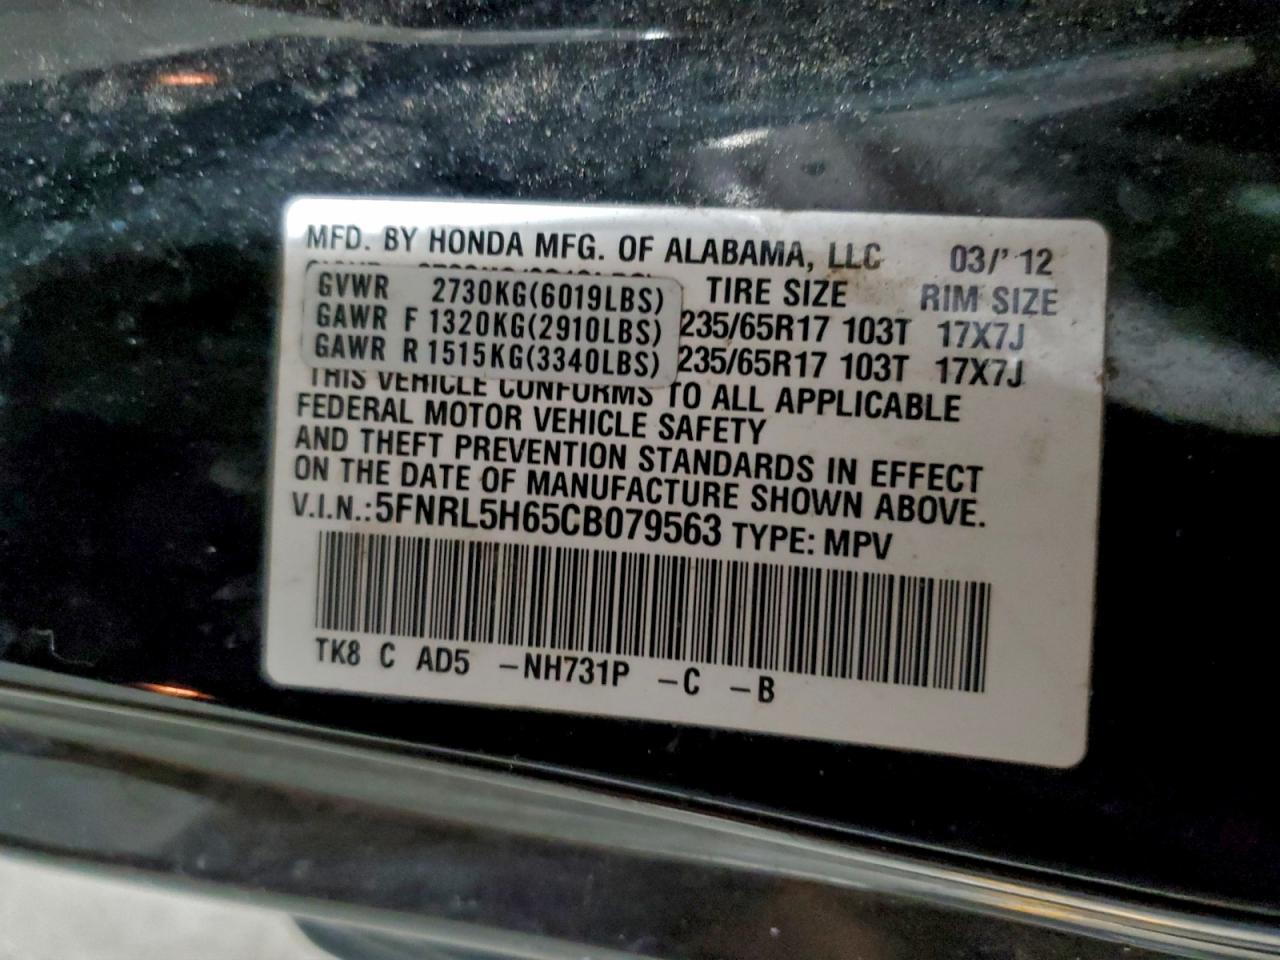 MFD. BY HONDA MFG. OF ALABAMA, LLC 03/' 12
GVWR 2730KG(6019LBS) TIRE SIZE RIM SIZE
GAWR F 1320KG(2910LBS) 235/65R17 103T 17X7J
GAWR R 1515KG(3340LBS) 235/65R17 103T 17X7J
THIS VEHICLE CONFORMS TO ALL APPLICABLE
FEDERAL MOTOR VEHICLE SAFETY
AND THEFT PREVENTION STANDARDS IN EFFECT
ON THE DATE OF MANUFACTURE SHOWN ABOVE.
V.I.N.:5FNRL5H65CB079563 TYPE: MPV
TK8 C AD5 -NH731P -C -B